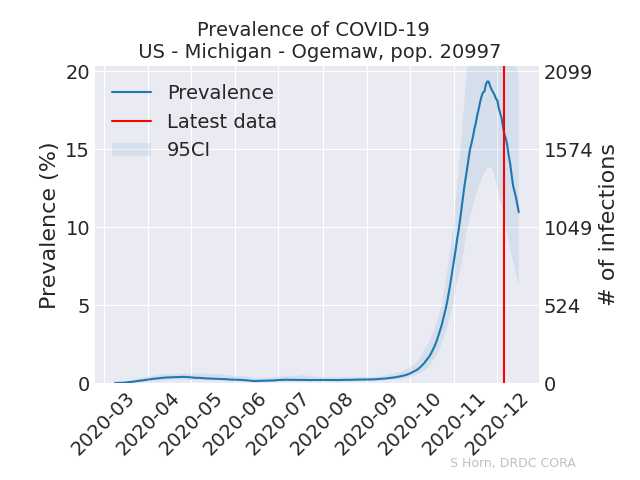 Prevalence of COVID-19
US - Michigan - Ogemaw, pop. 20997
Prevalence
Latest data
95CI
Prevalence (%)
20
15
10
5
0
2099
1574
1049
524
0
# of infections
2020-03
2020-04
2020-05
2020-06
2020-07
2020-08
2020-09
2020-10
2020-11
2020-12
S Horn, DRDC CORA